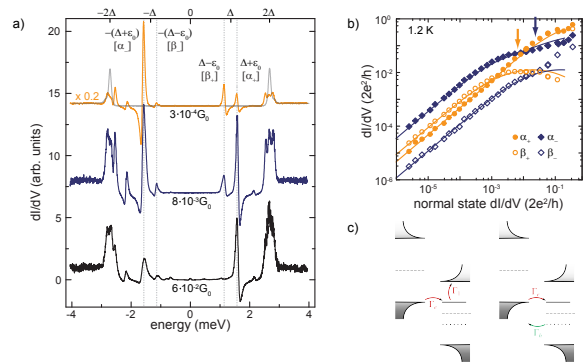 a)
−2Δ −Δ 0 Δ 2Δ
−(Δ+ε₀) −(Δ−ε₀) Δ−ε₀ Δ+ε₀
[α₋] [β₋] [β₊] [α₊]
x 0.2
3·10⁻⁴G₀
8·10⁻³G₀
6·10⁻²G₀
20
15
10
5
0
dI/dV (arb. units)
-4 -2 0 2 4
energy (meV)
b)
dI/dV (2e²/h)
1.2 K
10⁰
10⁻²
10⁻⁴
10⁻⁶
α₊ α₋
β₊ β₋
10⁻⁵ 10⁻³ 10⁻¹
normal state dI/dV (2e²/h)
c)